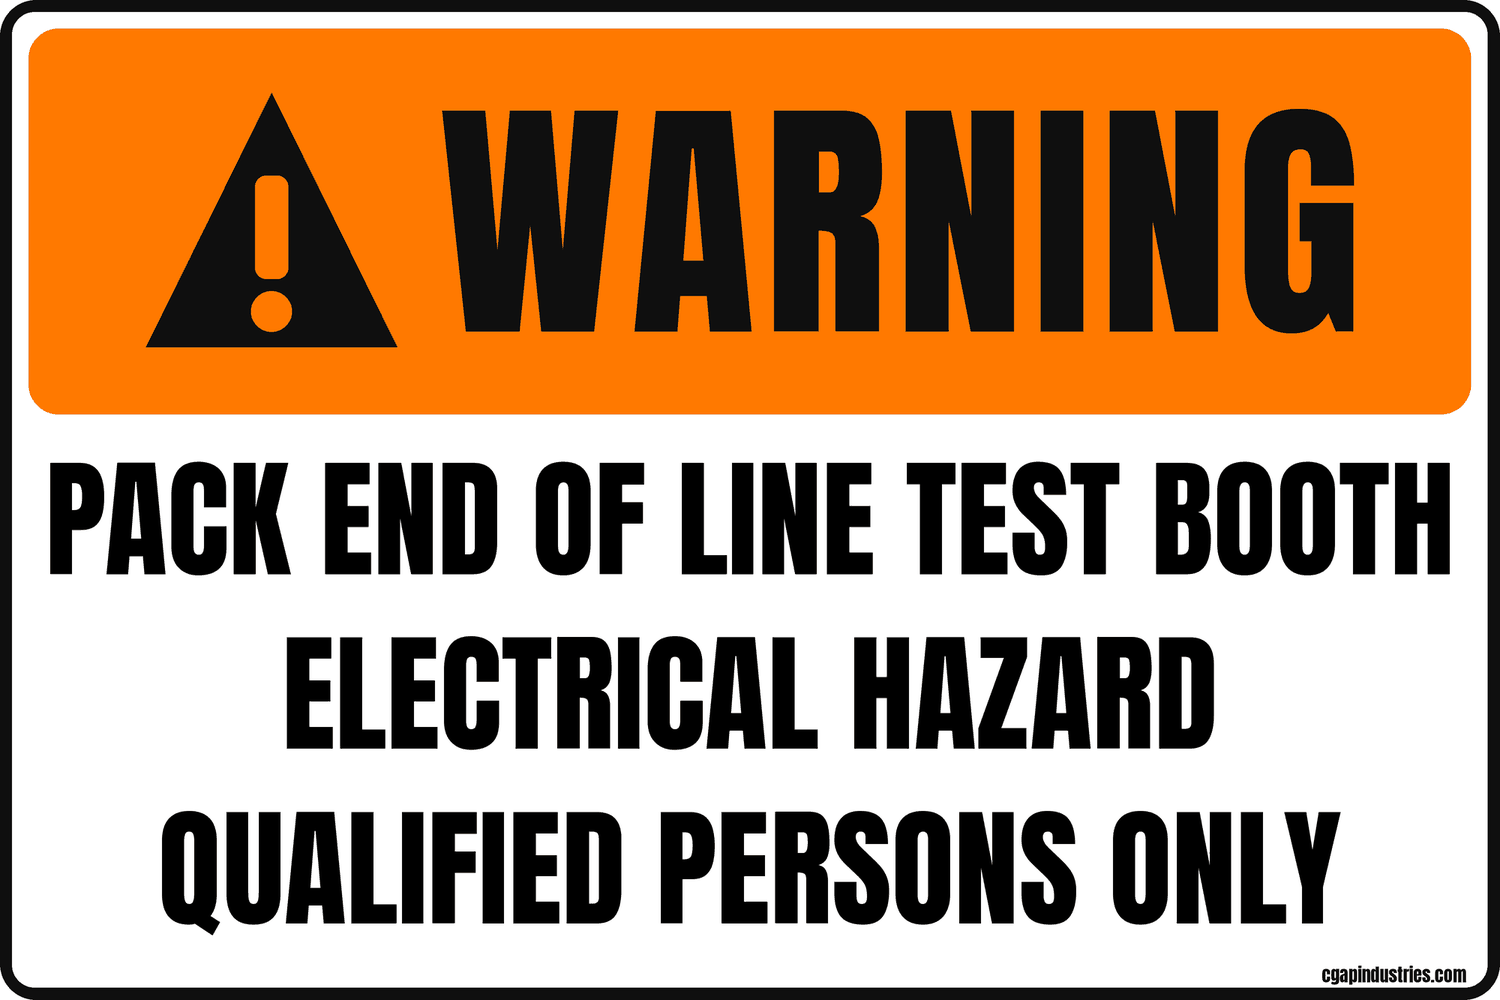 WARNING
PACK END OF LINE TEST BOOTH
ELECTRICAL HAZARD
QUALIFIED PERSONS ONLY
cgapindustries.com